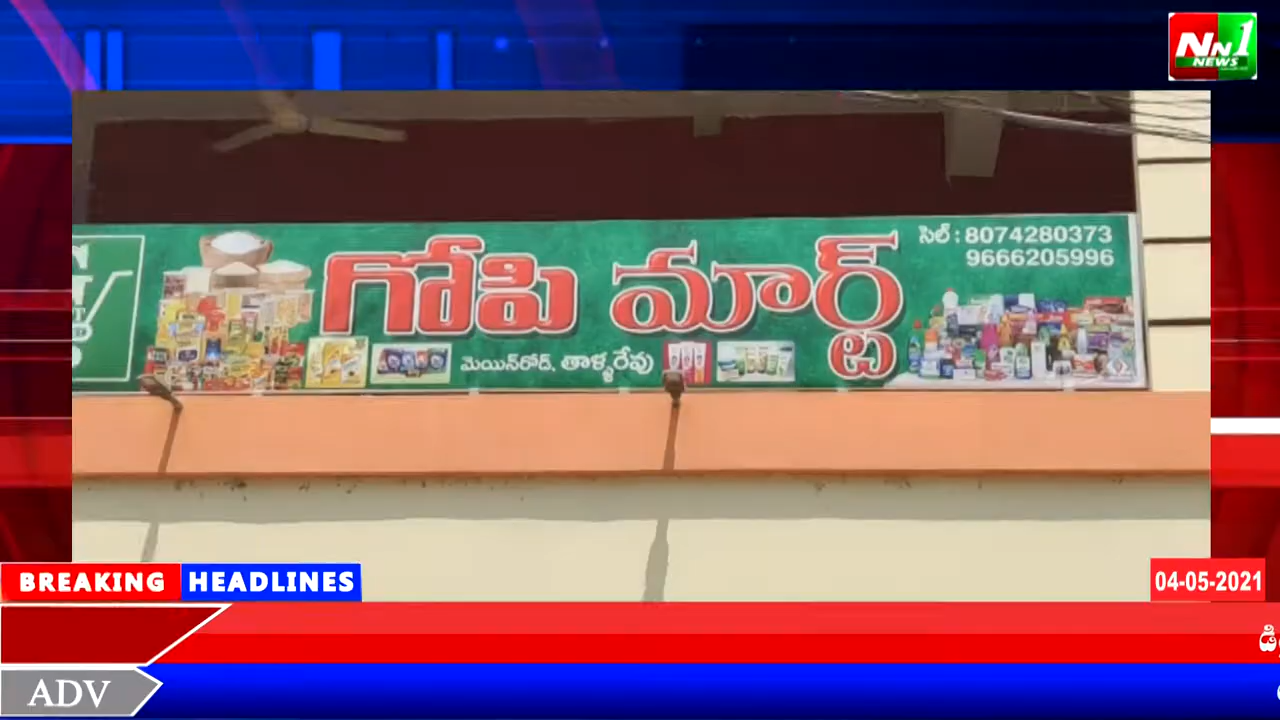 NN1
NEWS
సెల్ : 8074280373
9666205996
గోపి మార్ట్
మెయిన్‌రోడ్, తాళ్ళరేవు
BREAKING HEADLINES
04-05-2021
ADV